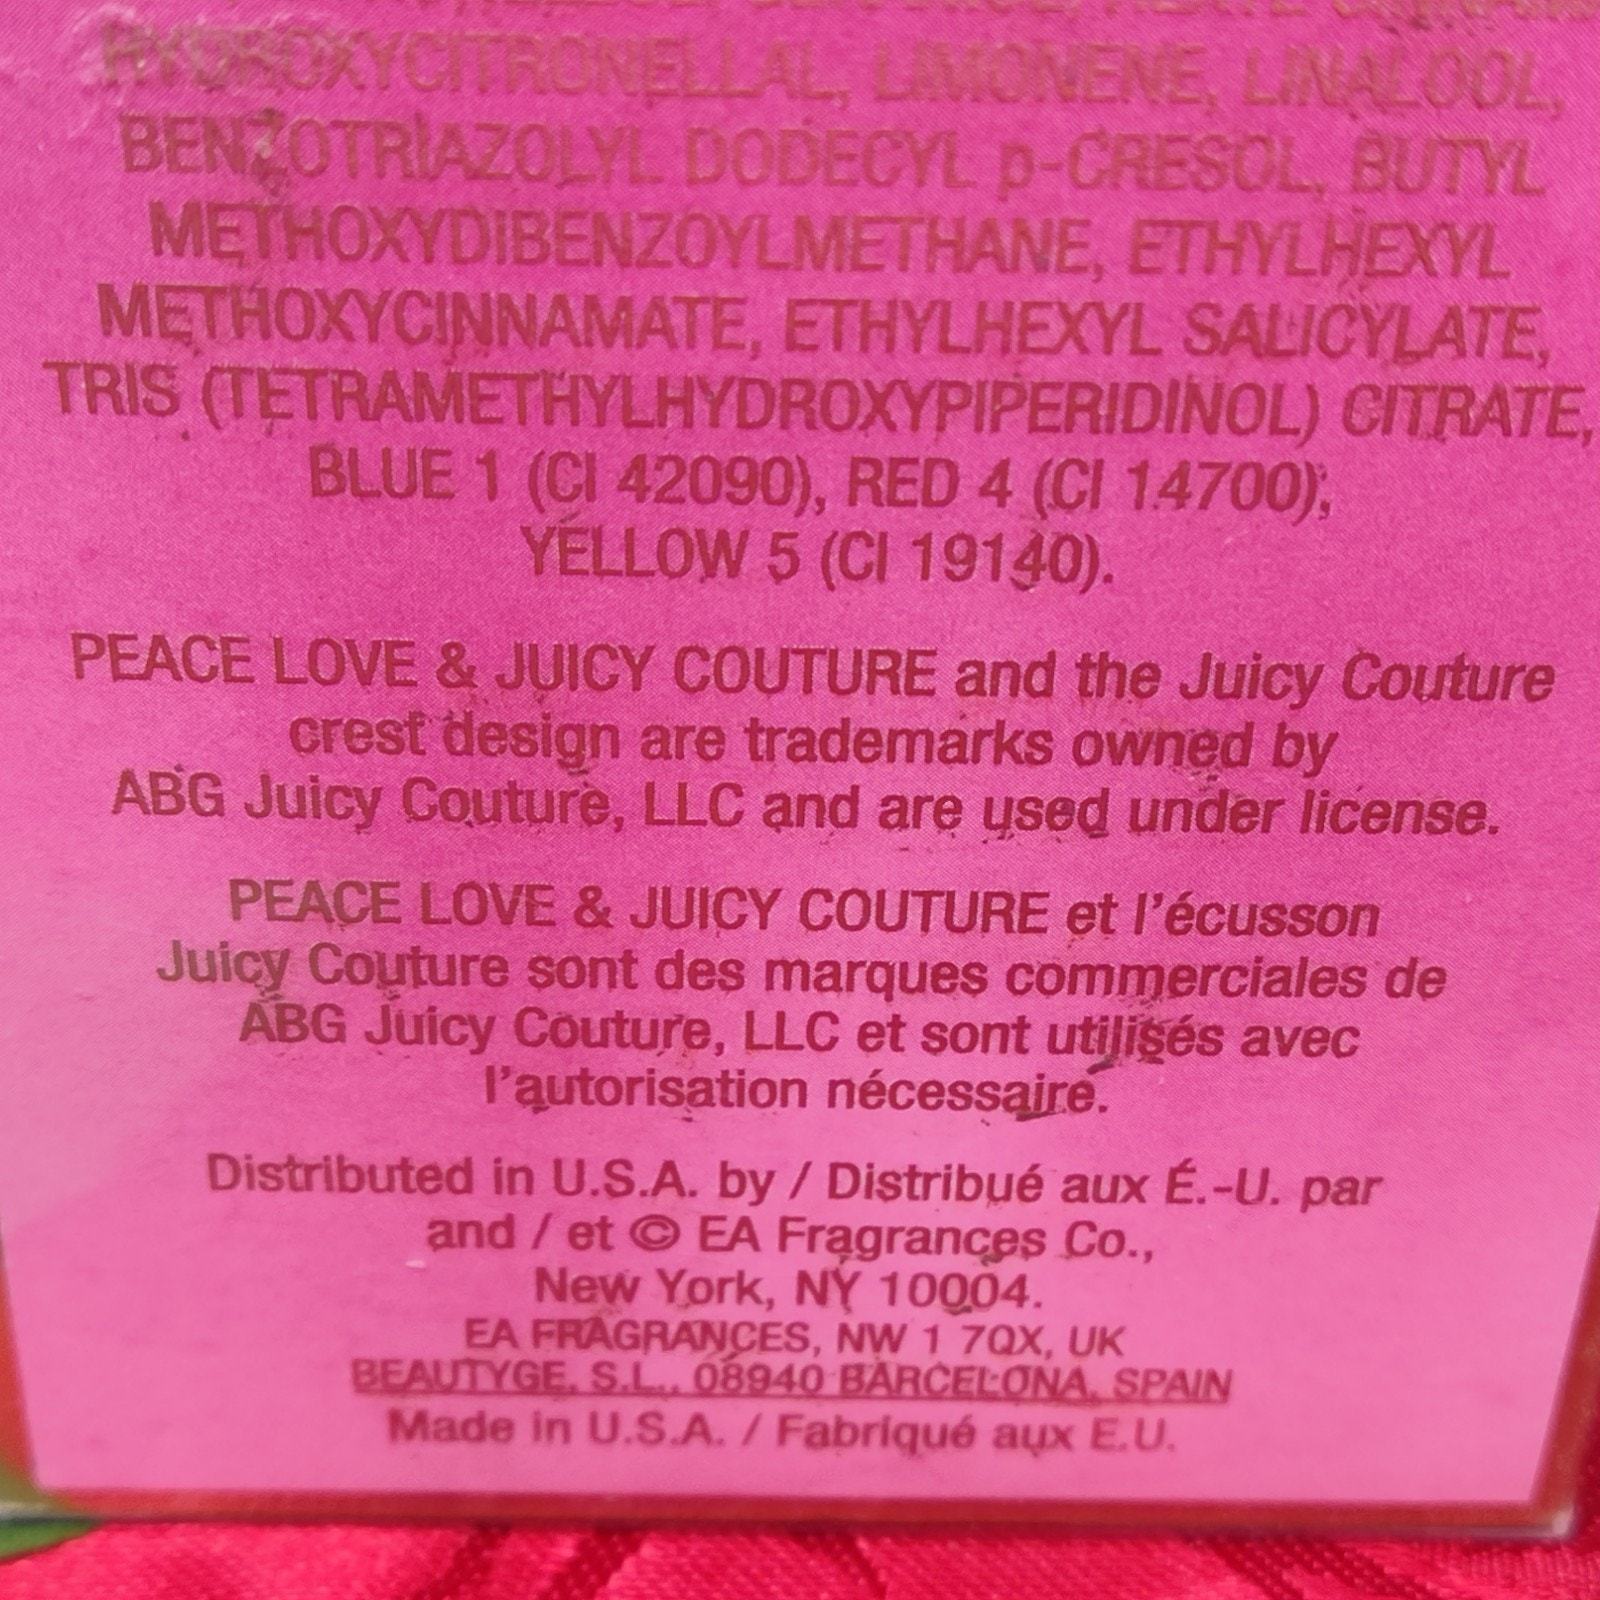 HYDROXYCITRONELLAL, LIMONENE, LINALOOL,
BENZOTRIAZOLYL DODECYL p-CRESOL, BUTYL
METHOXYDIBENZOYLMETHANE, ETHYLHEXYL
METHOXYCINNAMATE, ETHYLHEXYL SALICYLATE,
TRIS (TETRAMETHYLHYDROXYPIPERIDINOL) CITRATE,
BLUE 1 (CI 42090), RED 4 (CI 14700),
YELLOW 5 (CI 19140).
PEACE LOVE & JUICY COUTURE and the Juicy Couture
crest design are trademarks owned by
ABG Juicy Couture, LLC and are used under license.
PEACE LOVE & JUICY COUTURE et l'écusson
Juicy Couture sont des marques commerciales de
ABG Juicy Couture, LLC et sont utilisés avec
l'autorisation nécessaire.
Distributed in U.S.A. by / Distribué aux É.-U. par
and / et © EA Fragrances Co.,
New York, NY 10004.
EA FRAGRANCES, NW 1 7QX, UK
BEAUTYGE, S.L., 08940 BARCELONA, SPAIN
Made in U.S.A. / Fabriqué aux E.U.